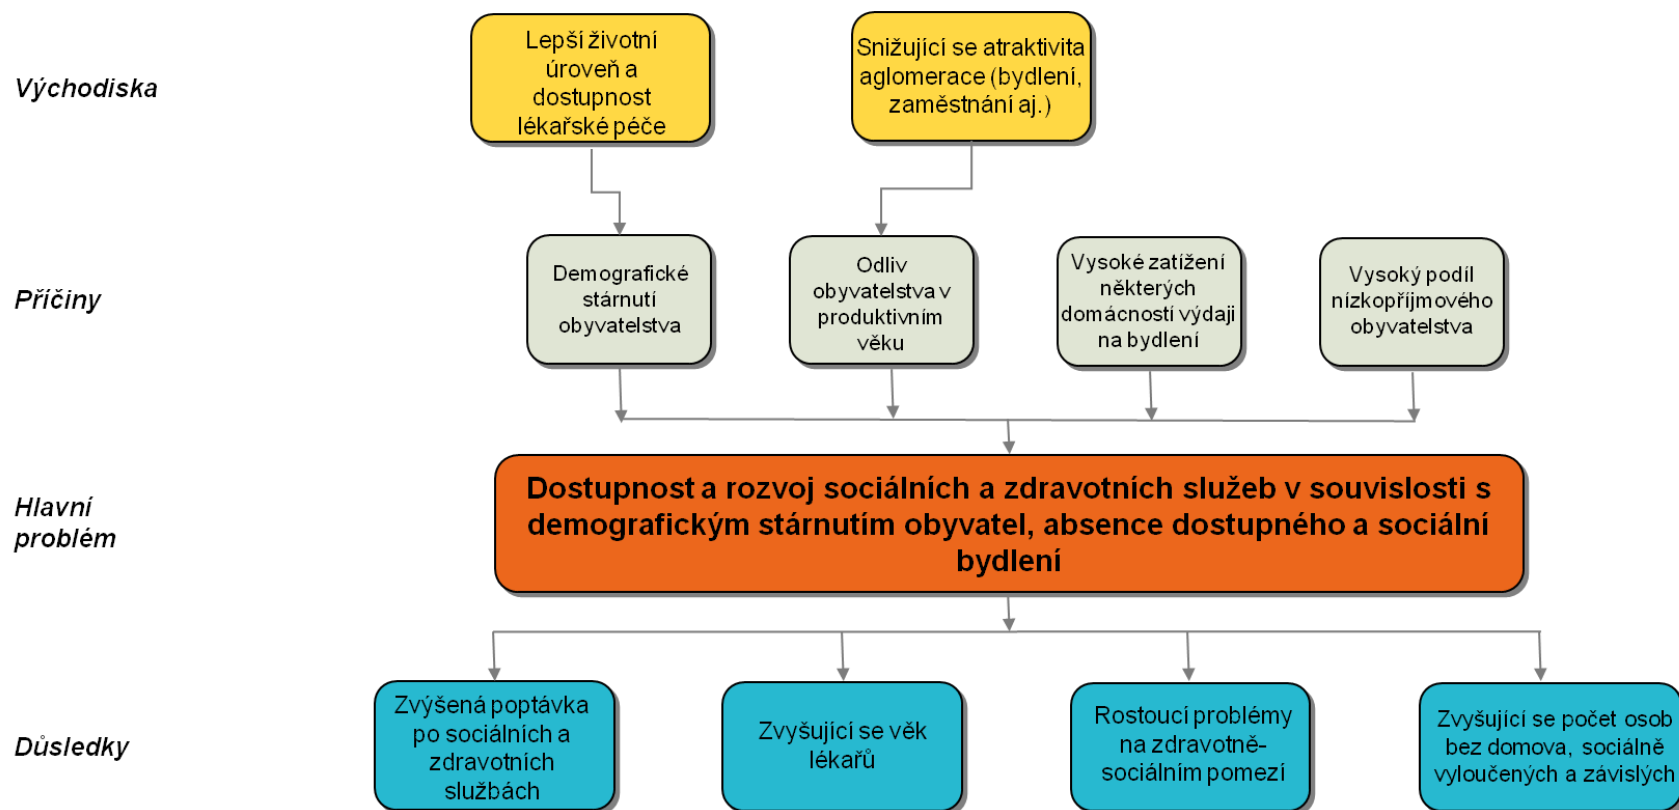 Východiska
Lepší životní
úroveň a
dostupnost
lékařské péče
Snižující se atraktivita
aglomerace (bydlení,
zaměstnání aj.)
Příčiny
Demografické
stárnutí
obyvatelstva
Odliv
obyvatelstva v
produktivním
věku
Vysoké zatížení
některých
domácností výdaji
na bydlení
Vysoký podíl
nízkopříjmového
obyvatelstva
Hlavní
problém
Dostupnost a rozvoj sociálních a zdravotních služeb v souvislosti s
demografickým stárnutím obyvatel, absence dostupného a sociální
bydlení
Důsledky
Zvýšená poptávka
po sociálních a
zdravotních
službách
Zvyšující se věk
lékařů
Rostoucí problémy
na zdravotně-
sociálním pomezí
Zvyšující se počet osob
bez domova, sociálně
vyloučených a závislých